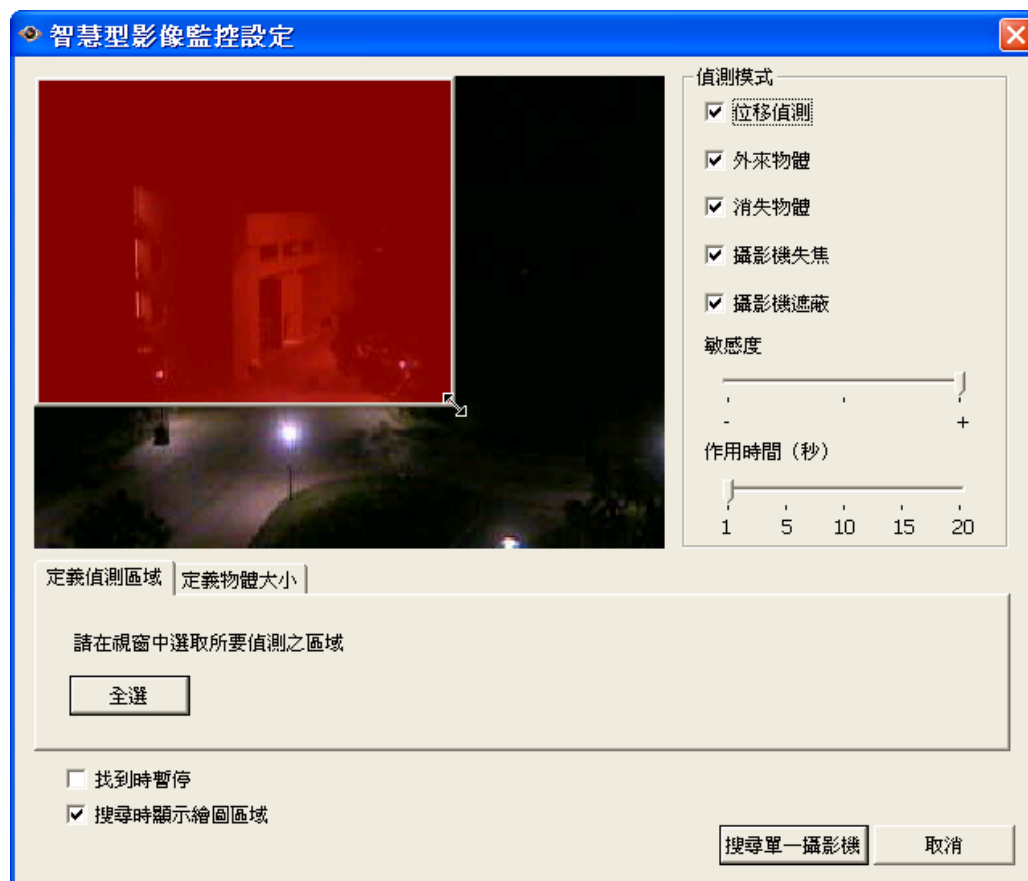 智慧型影像監控設定
偵測模式
位移偵測
外來物體
消失物體
攝影機失焦
攝影機遮蔽
敏感度
- +
作用時間（秒）
1 5 10 15 20
定義偵測區域 定義物體大小
請在視窗中選取所要偵測之區域
全選
找到時暫停
搜尋時顯示繪圖區域
搜尋單一攝影機 取消